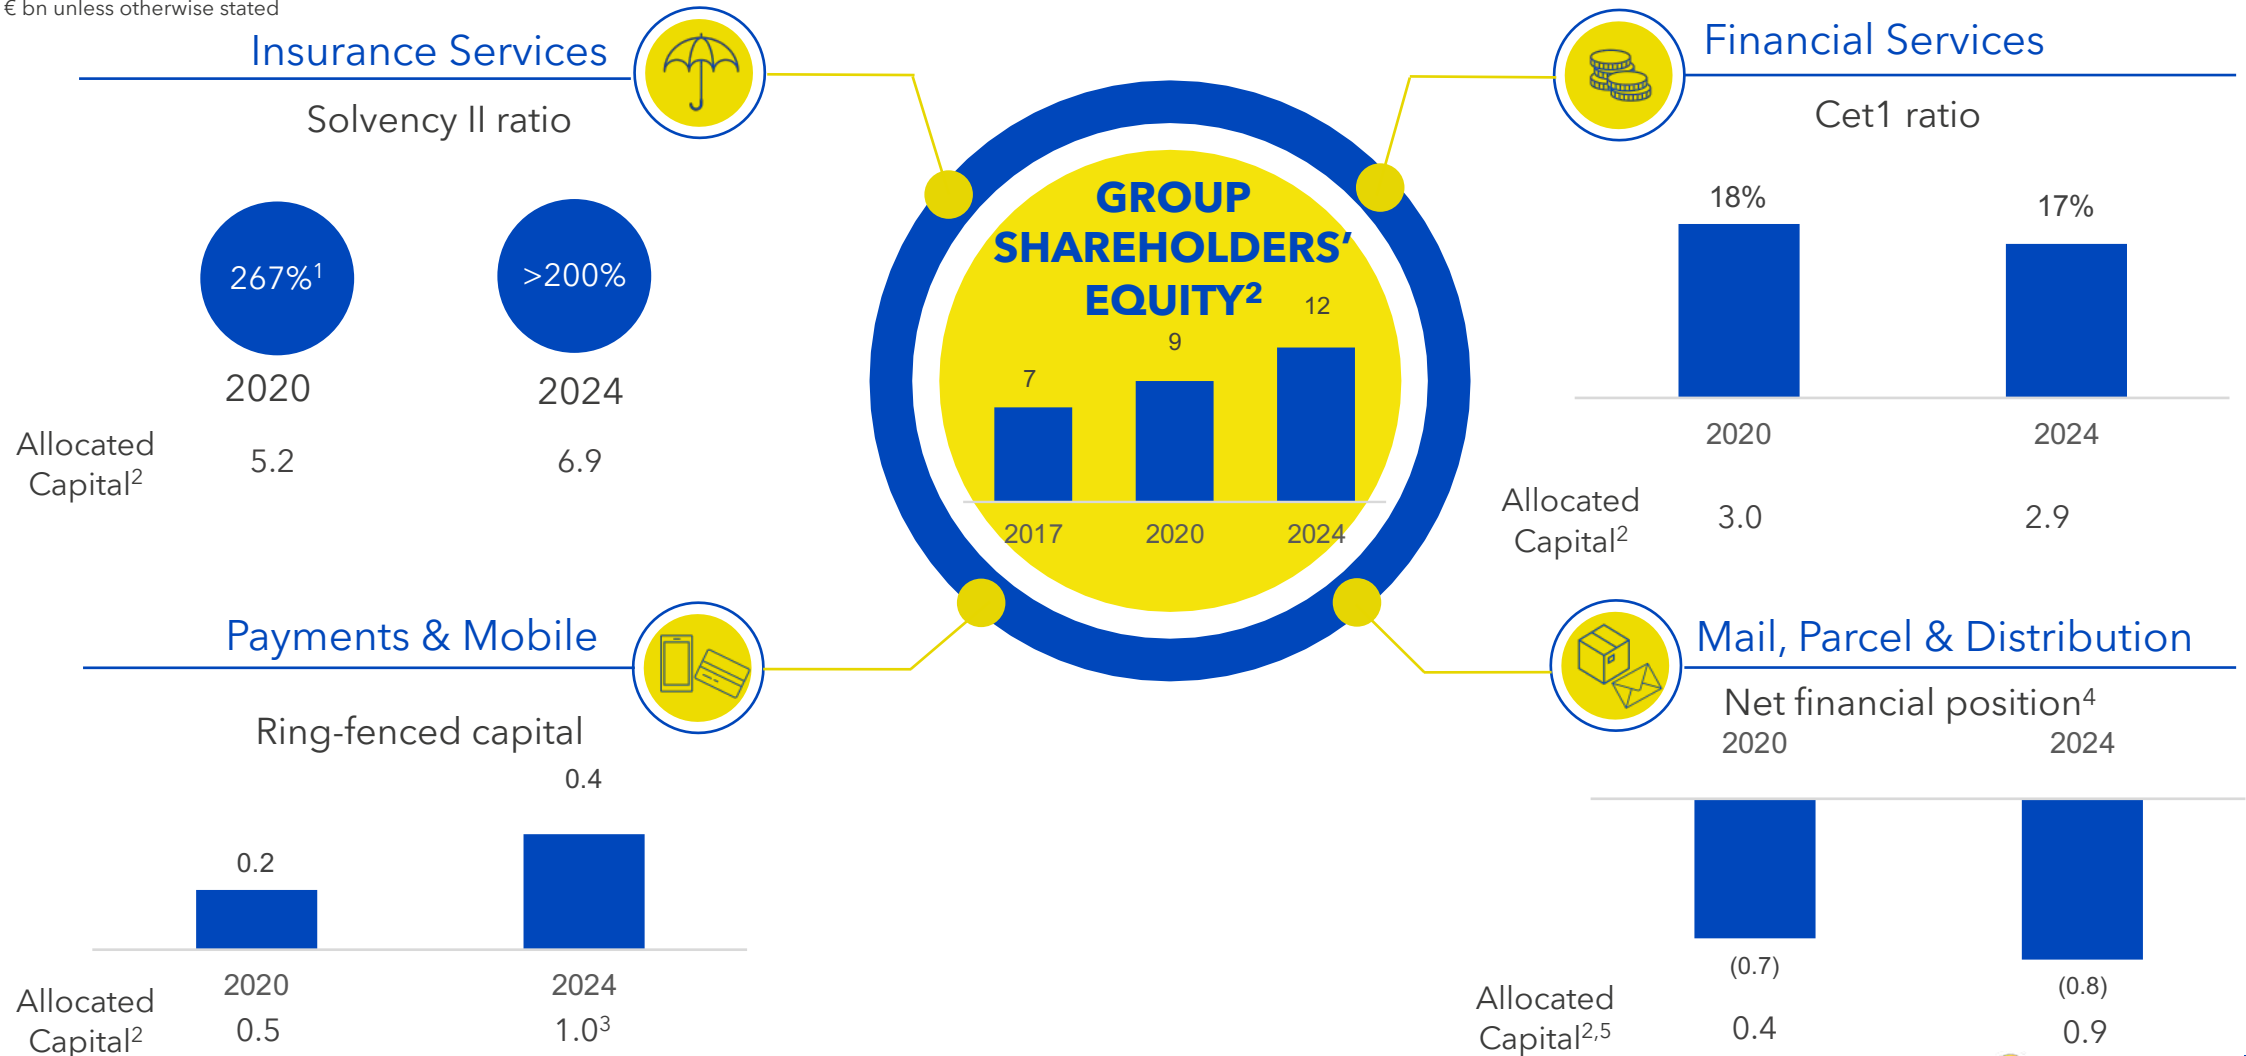 € bn unless otherwise stated
Insurance Services
Solvency II ratio
267%¹
>200%
2020
2024
Allocated
Capital²
5.2
6.9
Financial Services
Cet1 ratio
18%
17%
2020
2024
Allocated
Capital²
3.0
2.9
GROUP
SHAREHOLDERS’
EQUITY²
7
9
12
2017
2020
2024
Payments & Mobile
Ring-fenced capital
0.2
0.4
2020
2024
Allocated
Capital²
0.5
1.0³
Mail, Parcel & Distribution
Net financial position⁴
2020
2024
(0.7)
(0.8)
Allocated
Capital²,⁵
0.4
0.9